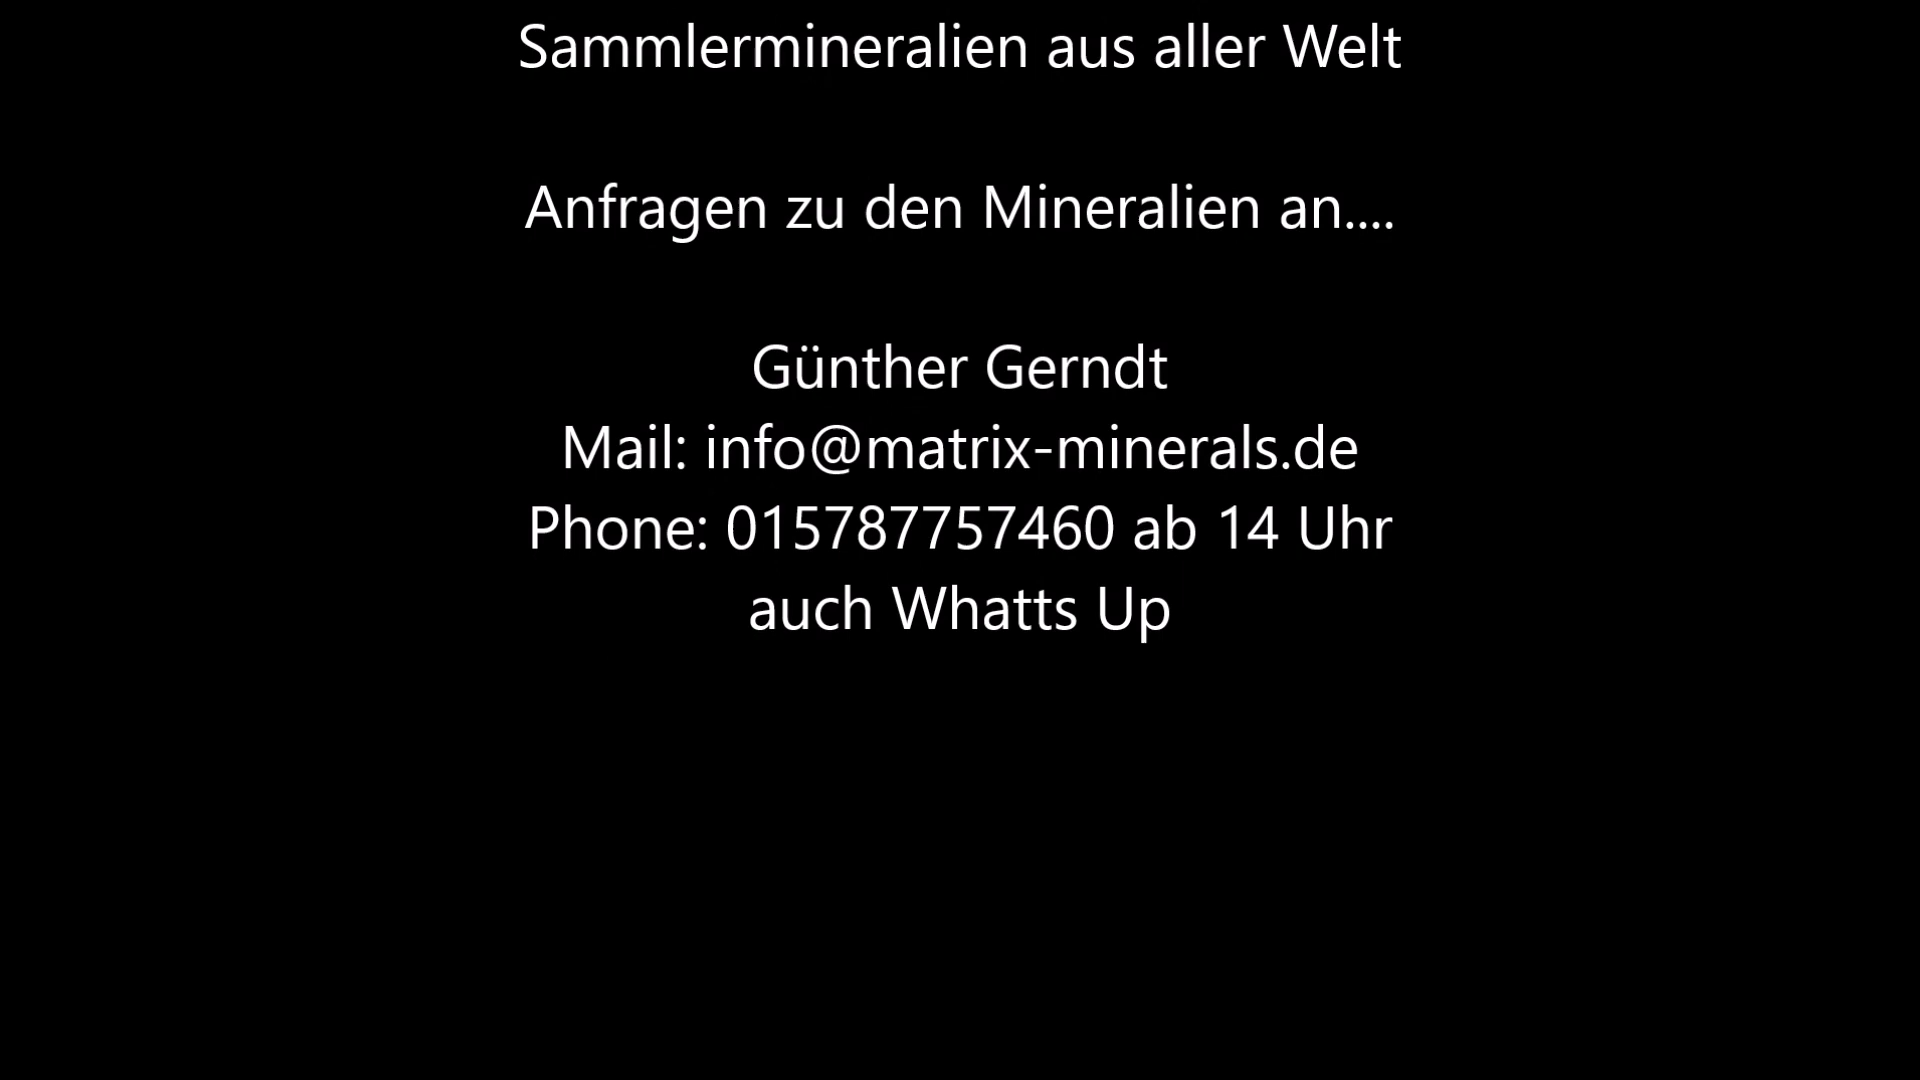 Sammlermineralien aus aller Welt
Anfragen zu den Mineralien an....
Günther Gerndt
Mail: info@matrix-minerals.de
Phone: 015787757460 ab 14 Uhr
auch Whatts Up